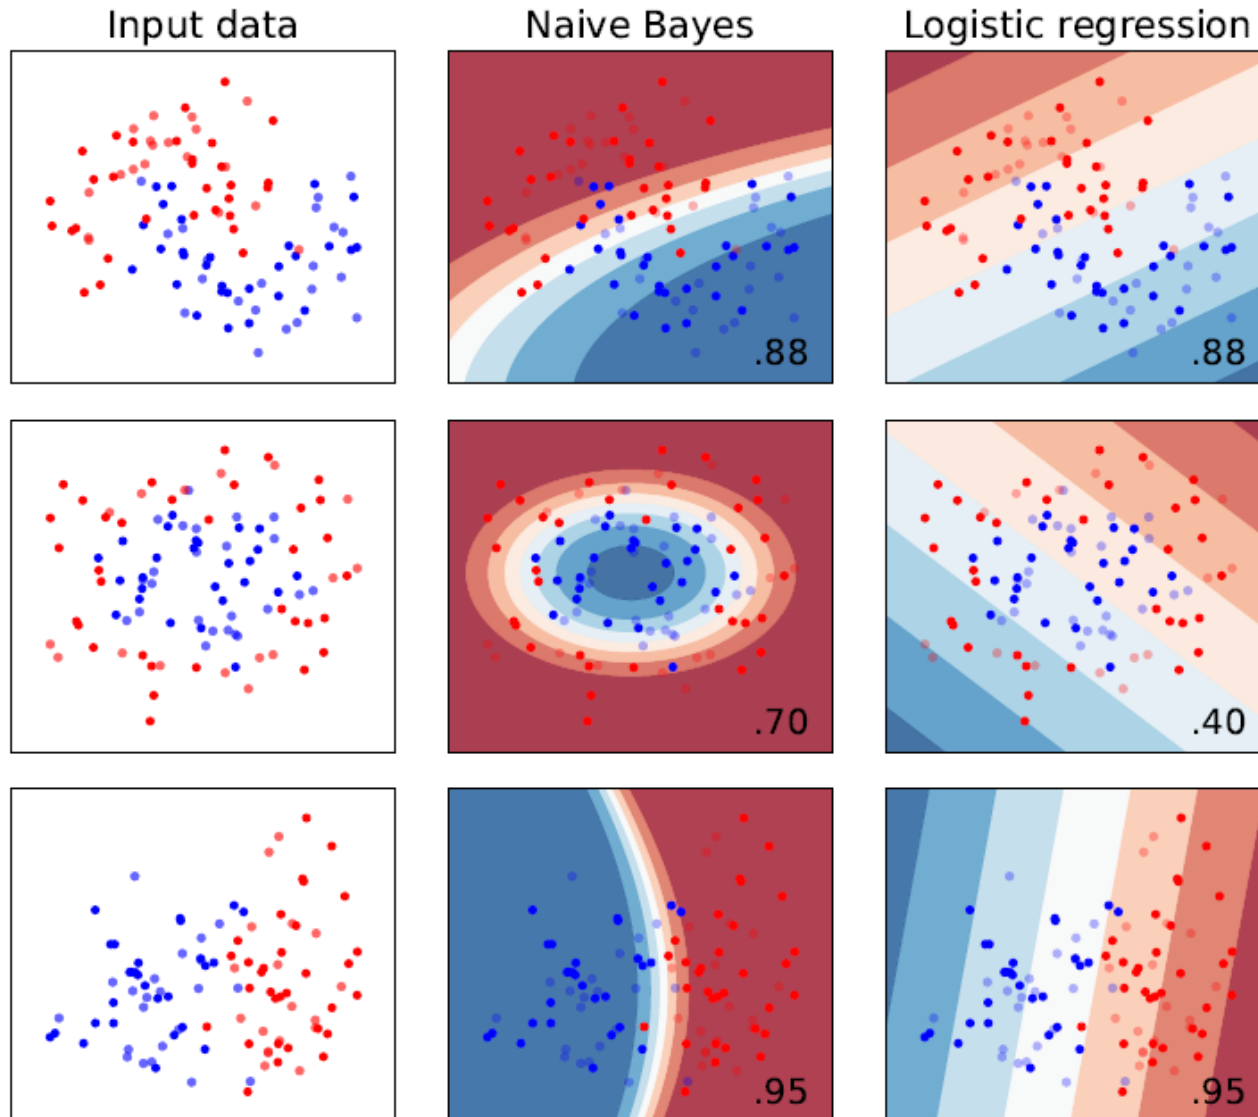 Input data
Naive Bayes
Logistic regression
.88
.88
.70
.40
.95
.95